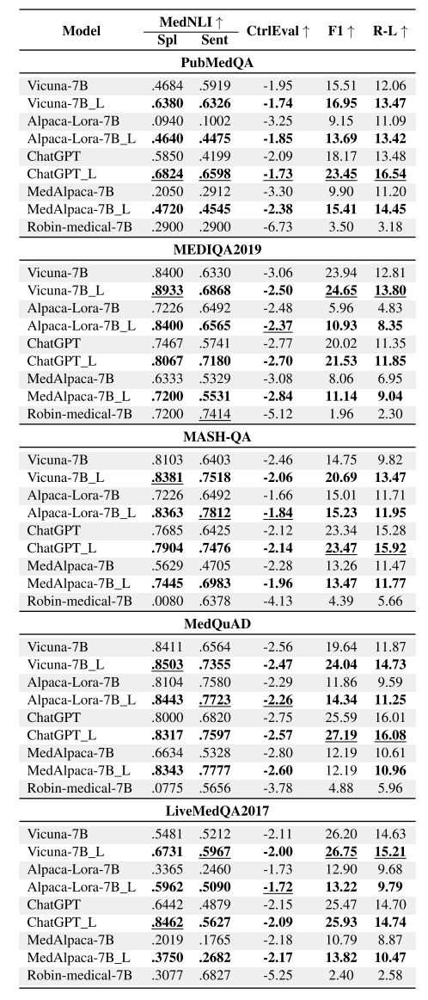 Model MedNLI ↑ CtrlEval ↑ F1 ↑ R-L ↑
Spl Sent
PubMedQA
Vicuna-7B .4684 .5919 -1.95 15.51 12.06
Vicuna-7B_L .6380 .6326 -1.74 16.95 13.47
Alpaca-Lora-7B .0940 .1002 -3.25 9.15 11.09
Alpaca-Lora-7B_L .4640 .4475 -1.85 13.69 13.42
ChatGPT .5850 .4199 -2.09 18.17 13.48
ChatGPT_L .6824 .6598 -1.73 23.45 16.54
MedAlpaca-7B .2050 .2912 -3.30 9.90 11.20
MedAlpaca-7B_L .4720 .4545 -2.38 15.41 14.45
Robin-medical-7B .2900 .2900 -6.73 3.50 3.18
MEDIQA2019
Vicuna-7B .8400 .6330 -3.06 23.94 12.81
Vicuna-7B_L .8933 .6868 -2.50 24.65 13.80
Alpaca-Lora-7B .7226 .6492 -2.48 5.96 4.83
Alpaca-Lora-7B_L .8400 .6565 -2.37 10.93 8.35
ChatGPT .7467 .5741 -2.77 20.02 11.35
ChatGPT_L .8067 .7180 -2.70 21.53 11.85
MedAlpaca-7B .6333 .5329 -3.08 8.06 6.95
MedAlpaca-7B_L .7200 .5531 -2.84 11.14 9.04
Robin-medical-7B .7200 .7414 -5.12 1.96 2.30
MASH-QA
Vicuna-7B .8103 .6403 -2.46 14.75 9.82
Vicuna-7B_L .8381 .7518 -2.06 20.69 13.47
Alpaca-Lora-7B .7226 .6492 -1.66 15.01 11.71
Alpaca-Lora-7B_L .8363 .7812 -1.84 15.23 11.95
ChatGPT .7685 .6425 -2.12 23.34 15.28
ChatGPT_L .7904 .7476 -2.14 23.47 15.92
MedAlpaca-7B .5629 .4705 -2.28 13.26 11.47
MedAlpaca-7B_L .7445 .6983 -1.96 13.47 11.77
Robin-medical-7B .0080 .6378 -4.13 4.39 5.66
MedQuAD
Vicuna-7B .8411 .6564 -2.56 19.64 11.87
Vicuna-7B_L .8503 .7355 -2.47 24.04 14.73
Alpaca-Lora-7B .8104 .7580 -2.29 11.86 9.59
Alpaca-Lora-7B_L .8443 .7723 -2.26 14.34 11.25
ChatGPT .8000 .6820 -2.75 25.59 16.01
ChatGPT_L .8317 .7597 -2.57 27.19 16.08
MedAlpaca-7B .6634 .5328 -2.80 12.19 10.61
MedAlpaca-7B_L .8343 .7777 -2.60 12.19 10.96
Robin-medical-7B .0775 .5656 -3.78 4.88 5.96
LiveMedQA2017
Vicuna-7B .5481 .5212 -2.11 26.20 14.63
Vicuna-7B_L .6731 .5967 -2.00 26.75 15.21
Alpaca-Lora-7B .3365 .2460 -1.73 12.90 9.68
Alpaca-Lora-7B_L .5962 .5090 -1.72 13.22 9.79
ChatGPT .6442 .4879 -2.15 25.47 14.70
ChatGPT_L .8462 .5627 -2.09 25.93 14.74
MedAlpaca-7B .2019 .1765 -2.18 10.79 8.87
MedAlpaca-7B_L .3750 .2682 -2.17 13.82 10.47
Robin-medical-7B .3077 .6827 -5.25 2.40 2.58